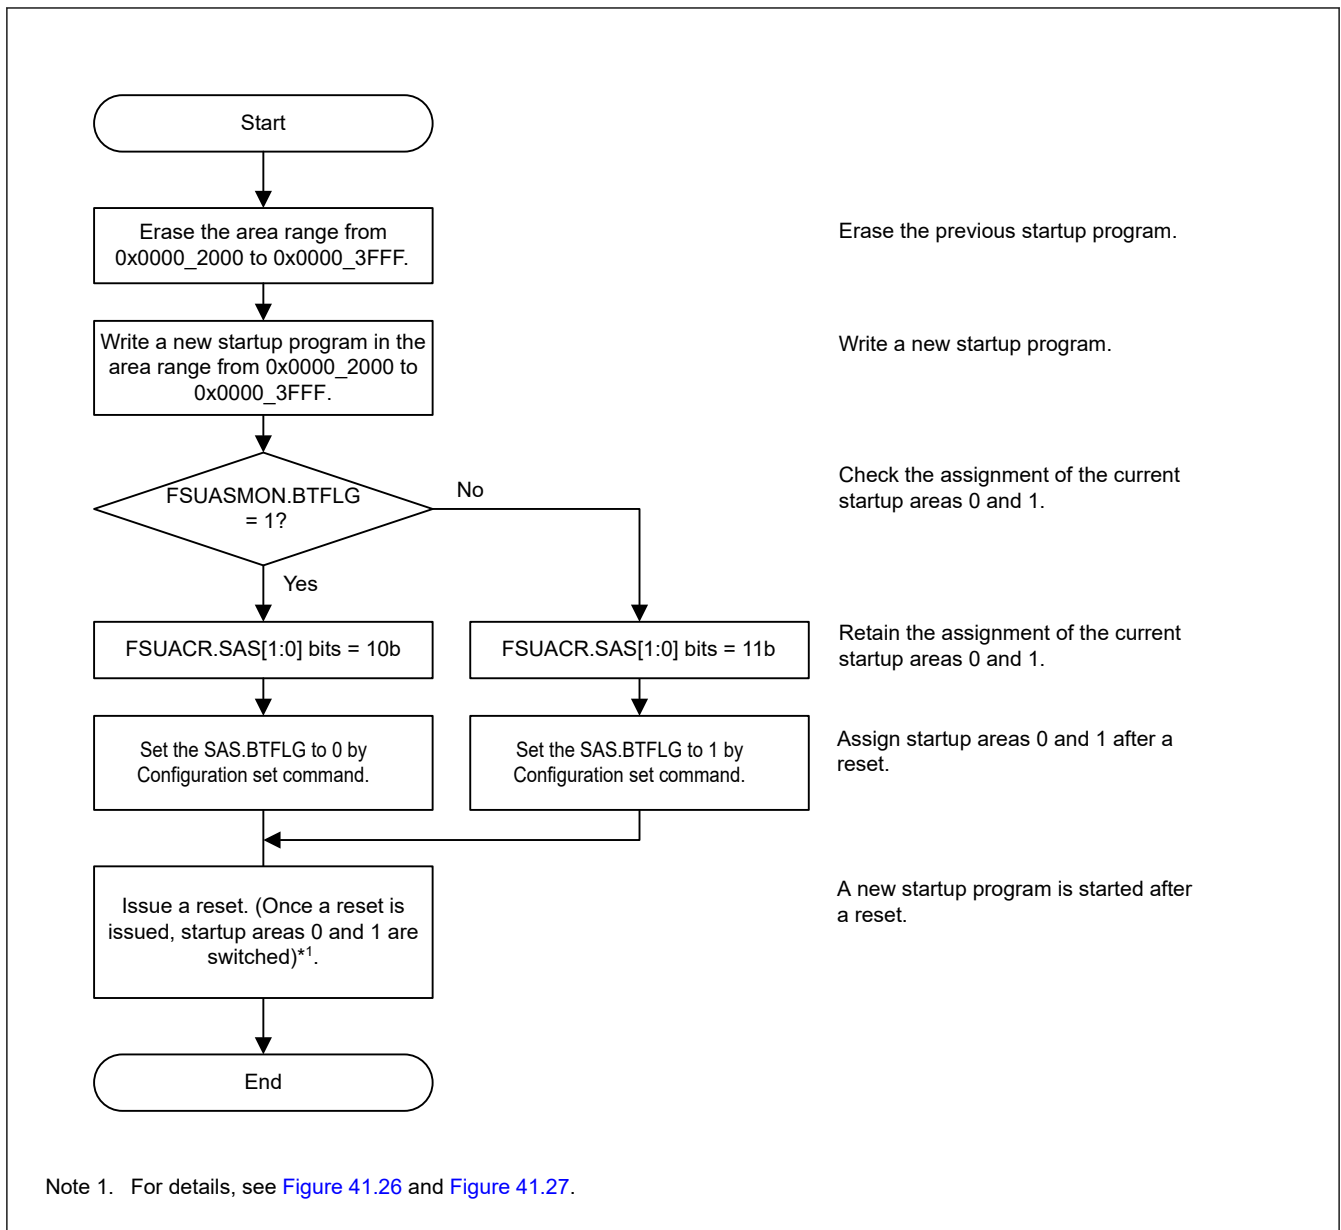 Start
Erase the area range from
0x0000_2000 to 0x0000_3FFF.
Erase the previous startup program.
Write a new startup program in the
area range from 0x0000_2000 to
0x0000_3FFF.
Write a new startup program.
FSUASMON.BTFLG
= 1?
No
Yes
Check the assignment of the current
startup areas 0 and 1.
FSUACR.SAS[1:0] bits = 10b
FSUACR.SAS[1:0] bits = 11b
Retain the assignment of the current
startup areas 0 and 1.
Set the SAS.BTFLG to 0 by
Configuration set command.
Set the SAS.BTFLG to 1 by
Configuration set command.
Assign startup areas 0 and 1 after a
reset.
Issue a reset. (Once a reset is
issued, startup areas 0 and 1 are
switched)*1.
A new startup program is started after
a reset.
End
Note 1. For details, see Figure 41.26 and Figure 41.27.